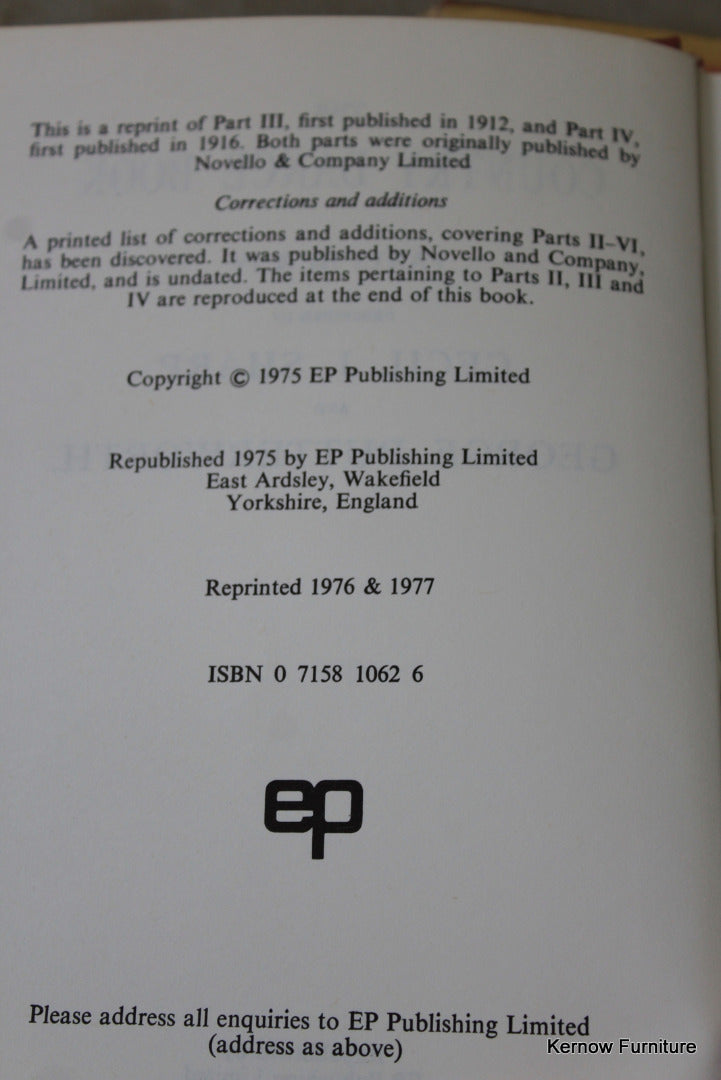 This is a reprint of Part III, first published in 1912, and Part IV,
first published in 1916. Both parts were originally published by
Novello & Company Limited
Corrections and additions
A printed list of corrections and additions, covering Parts II–VI,
has been discovered. It was published by Novello and Company,
Limited, and is undated. The items pertaining to Parts II, III and
IV are reproduced at the end of this book.
Copyright © 1975 EP Publishing Limited
Republished 1975 by EP Publishing Limited
East Ardsley, Wakefield
Yorkshire, England
Reprinted 1976 & 1977
ISBN 0 7158 1062 6
ep
Please address all enquiries to EP Publishing Limited
(address as above)
Kernow Furniture